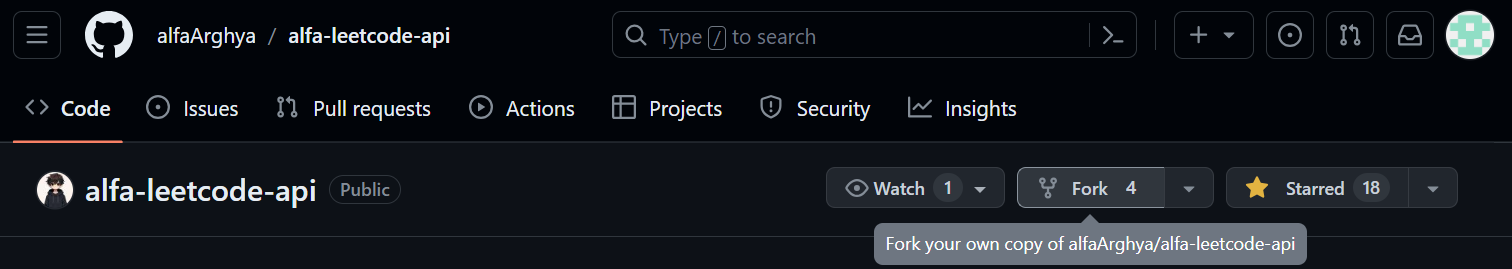 alfaArghya / alfa-leetcode-api Type / to search
Code Issues Pull requests Actions Projects Security Insights
alfa-leetcode-api Public Watch 1 Fork 4 Starred 18
Fork your own copy of alfaArghya/alfa-leetcode-api